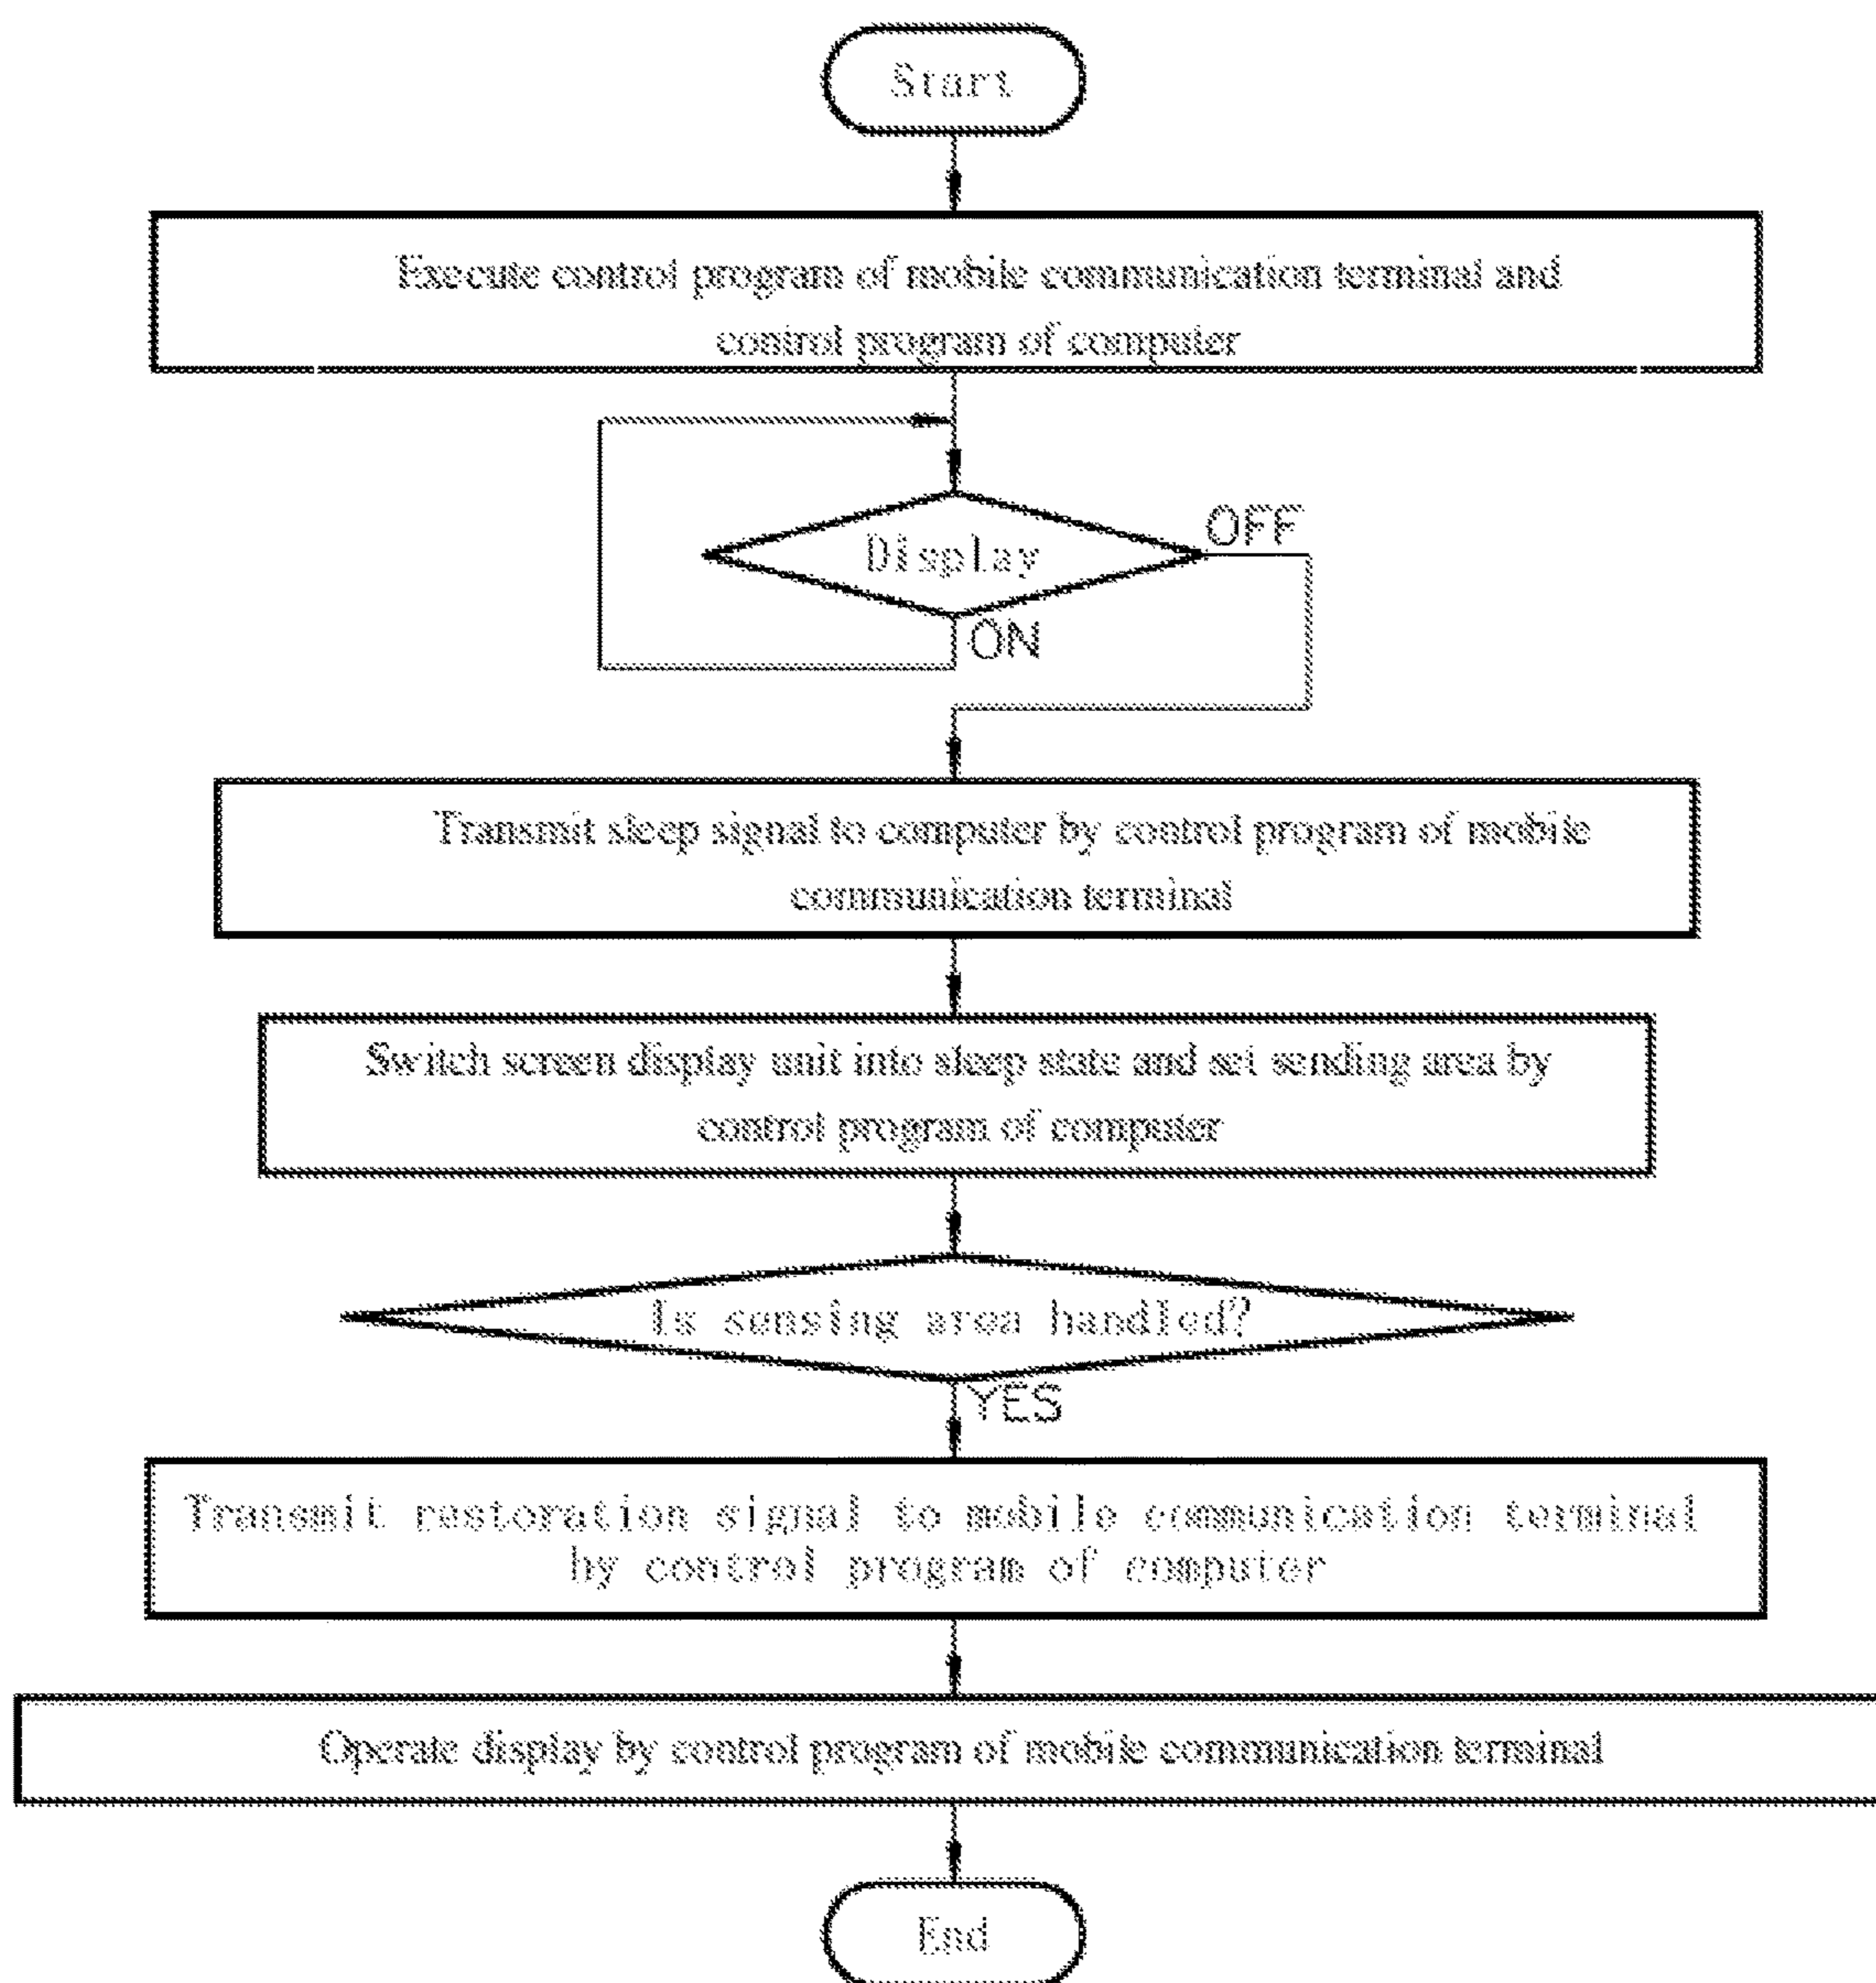 Start
Execute control program of mobile communication terminal and
control program of computer
Display
OFF
ON
Transmit sleep signal to computer by control program of mobile
communication terminal
Switch screen display unit into sleep state and set sending area by
control program of computer
Is sensing area handled?
YES
Transmit restoration signal to mobile communication terminal
by control program of computer
Operate display by control program of mobile communication terminal
End